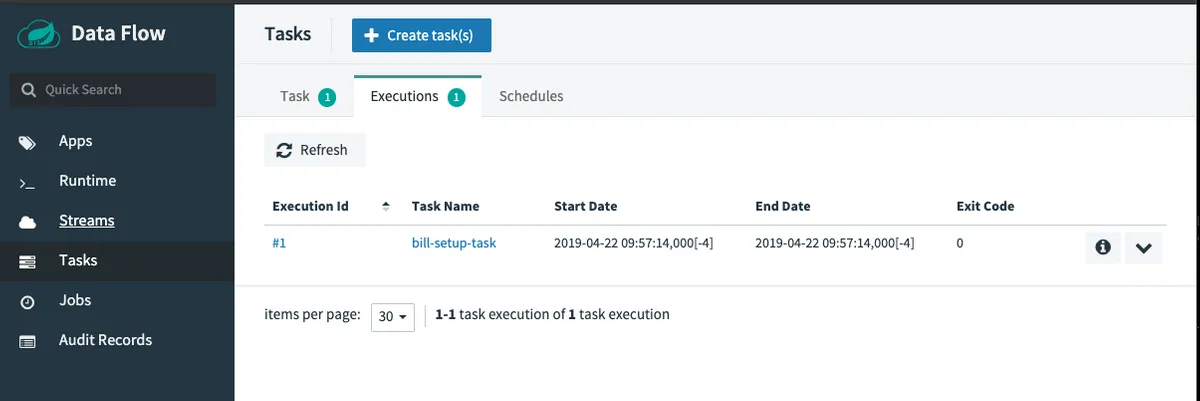 Data Flow
Quick Search
Apps
Runtime
Streams
Tasks
Jobs
Audit Records
Tasks
Create task(s)
Task 1 Executions 1 Schedules
Refresh
Execution Id Task Name Start Date End Date Exit Code
#1 bill-setup-task 2019-04-22 09:57:14,000[-4] 2019-04-22 09:57:14,000[-4] 0
items per page: 30 1-1 task execution of 1 task execution